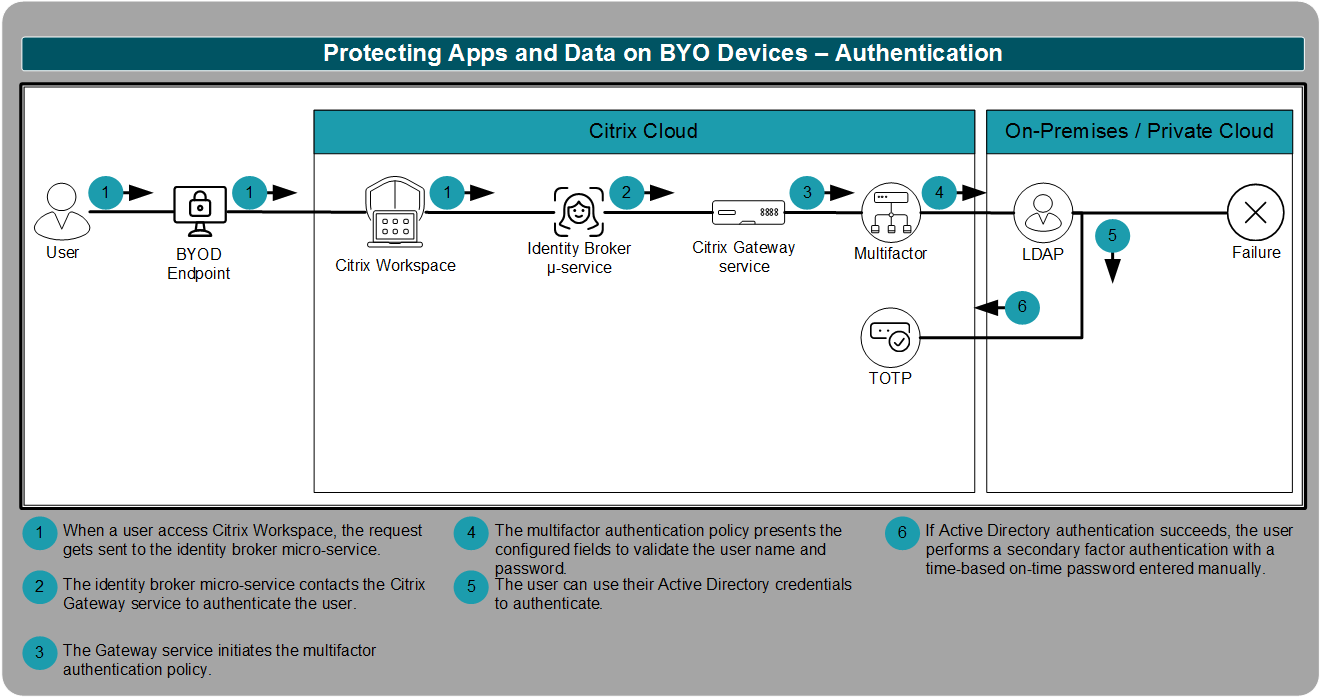 Protecting Apps and Data on BYO Devices – Authentication
Citrix Cloud
On-Premises / Private Cloud
1
1
1
2
3
4
User
BYOD
Endpoint
Citrix Workspace
Identity Broker
µ-service
Citrix Gateway
service
Multifactor
LDAP
5
Failure
6
TOTP
1
When a user access Citrix Workspace, the request
gets sent to the identity broker micro-service.
2
The identity broker micro-service contacts the Citrix
Gateway service to authenticate the user.
3
The Gateway service initiates the multifactor
authentication policy.
4
The multifactor authentication policy presents the
configured fields to validate the user name and
password.
5
The user can use their Active Directory credentials
to authenticate.
6
If Active Directory authentication succeeds, the user
performs a secondary factor authentication with a
time-based on-time password entered manually.